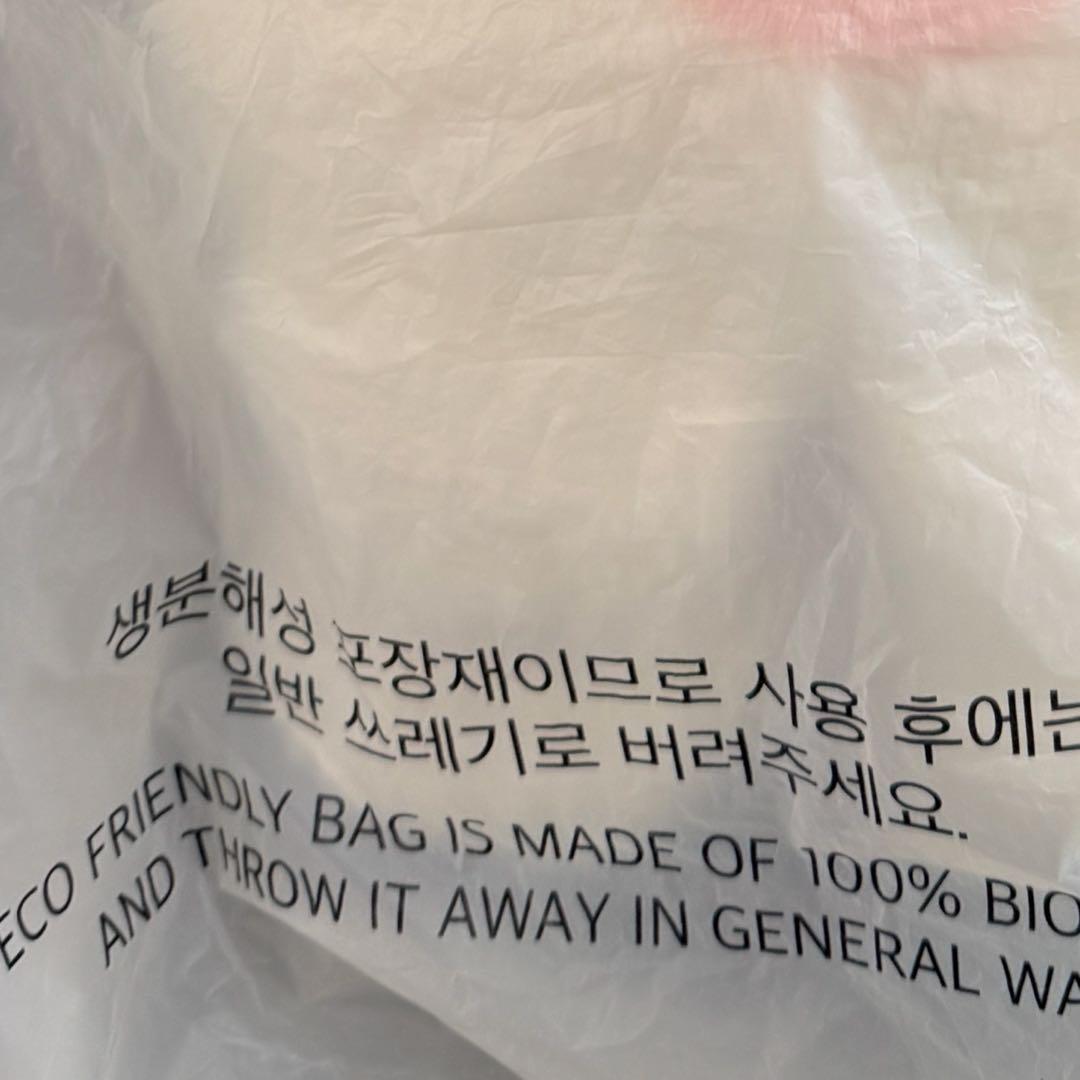 생분해성 포장재이므로 사용 후에는
일반 쓰레기로 버려주세요.
ECO FRIENDLY BAG IS MADE OF 100% BIO
AND THROW IT AWAY IN GENERAL WA